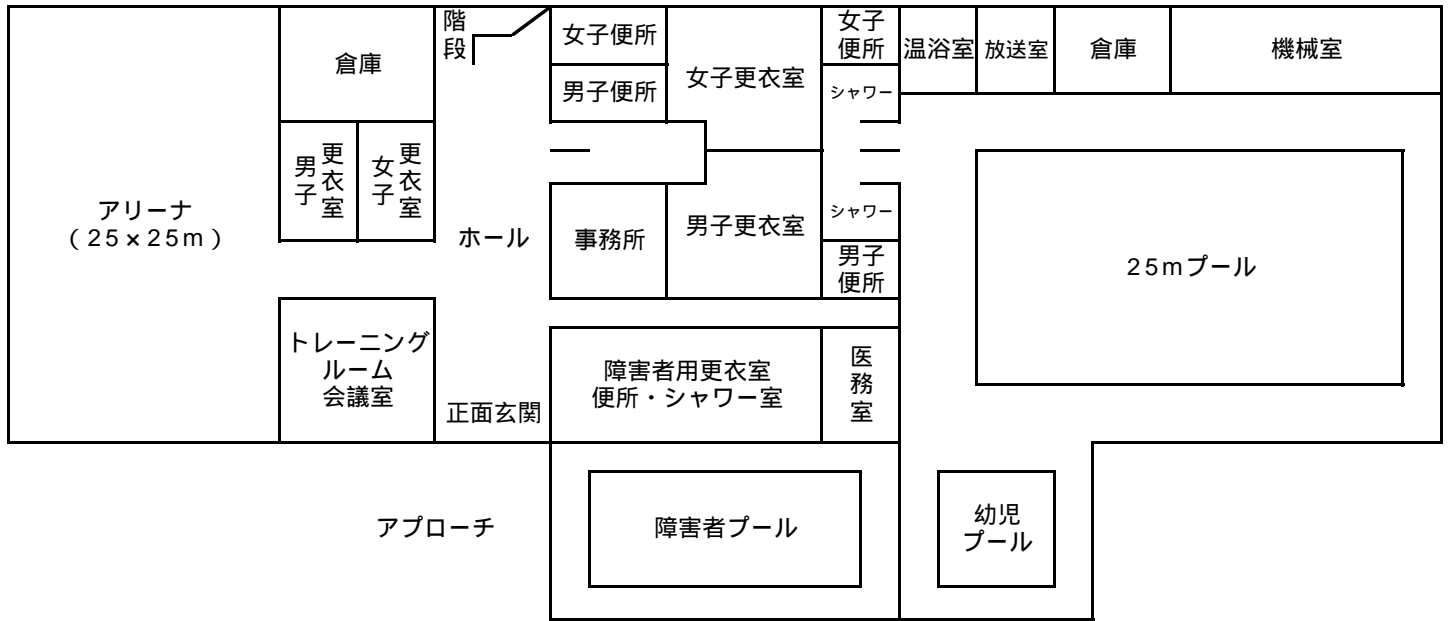 アリーナ
(25×25m)
倉庫
男子
更衣室
女子
更衣室
トレーニング
ルーム
会議室
階段
ホール
正面玄関
アプローチ
女子便所
男子便所
女子更衣室
女子
便所
シャワー
事務所
男子更衣室
シャワー
男子
便所
障害者用更衣室
便所・シャワー室
医務室
障害者プール
温浴室
放送室
倉庫
機械室
25mプール
幼児
プール